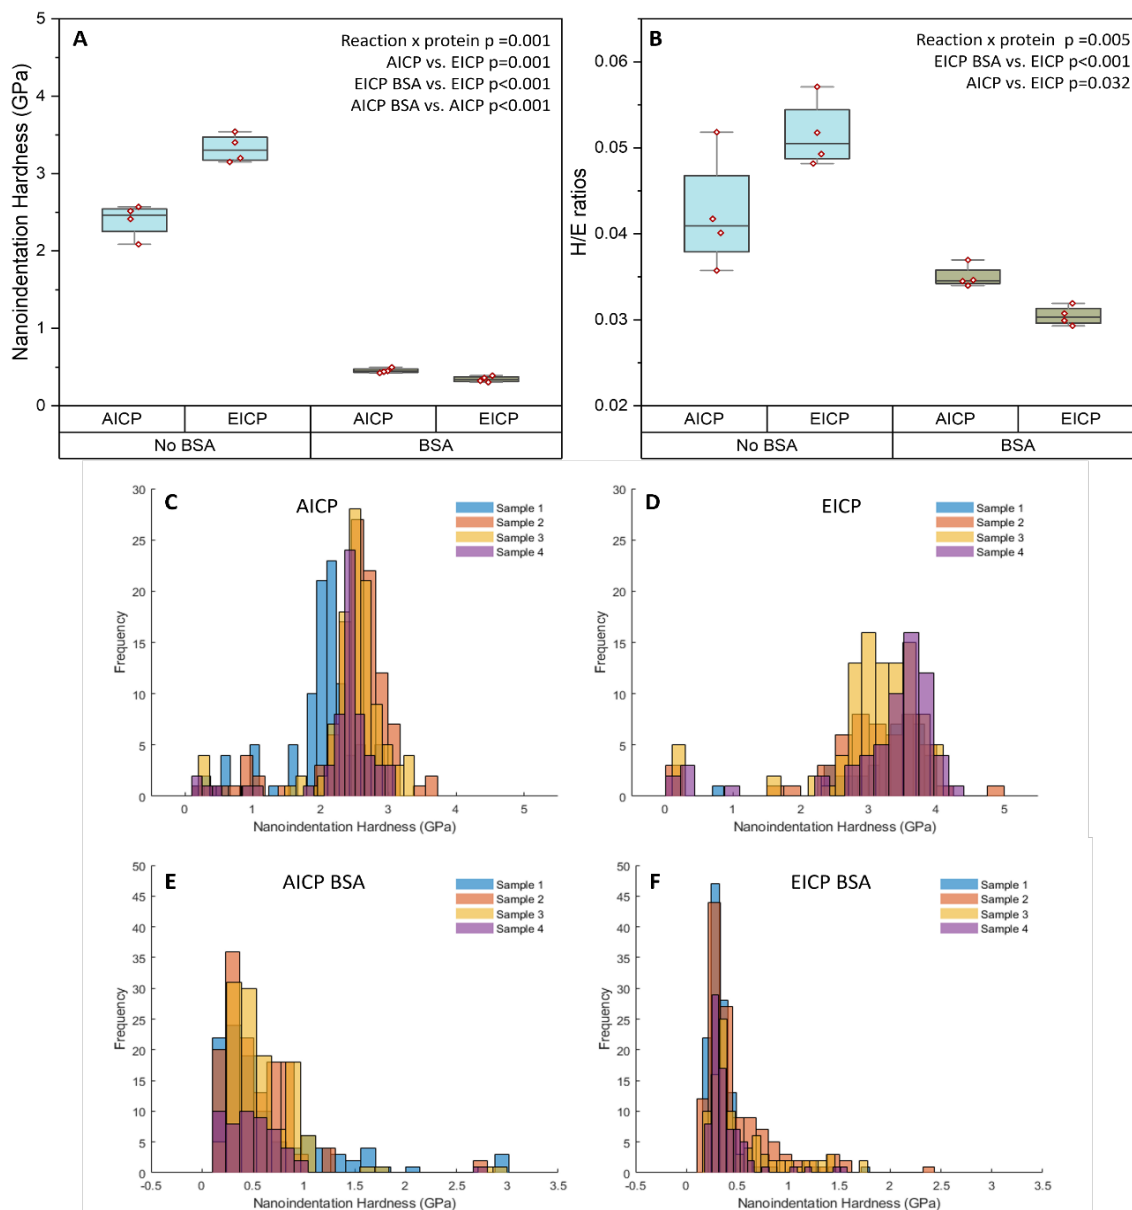 A
Reaction x protein p =0.001
AICP vs. EICP p=0.001
EICP BSA vs. EICP p<0.001
AICP BSA vs. AICP p<0.001
Nanoindentation Hardness (GPa)
5
4
3
2
1
0
AICP EICP AICP EICP
No BSA BSA
B
Reaction x protein p =0.005
EICP BSA vs. EICP p<0.001
AICP vs. EICP p=0.032
H/E ratios
0.06
0.05
0.04
0.03
0.02
AICP EICP AICP EICP
No BSA BSA
C AICP
Sample 1
Sample 2
Sample 3
Sample 4
Frequency
30
25
20
15
10
5
0
0 1 2 3 4 5
Nanoindentation Hardness (GPa)
D EICP
Sample 1
Sample 2
Sample 3
Sample 4
Frequency
30
25
20
15
10
5
0
0 1 2 3 4 5
Nanoindentation Hardness (GPa)
E AICP BSA
Sample 1
Sample 2
Sample 3
Sample 4
Frequency
50
45
40
35
30
25
20
15
10
5
0
-0.5 0 0.5 1 1.5 2 2.5 3 3.5
Nanoindentation Hardness (GPa)
F EICP BSA
Sample 1
Sample 2
Sample 3
Sample 4
Frequency
50
45
40
35
30
25
20
15
10
5
0
-0.5 0 0.5 1 1.5 2 2.5 3 3.5
Nanoindentation Hardness (GPa)